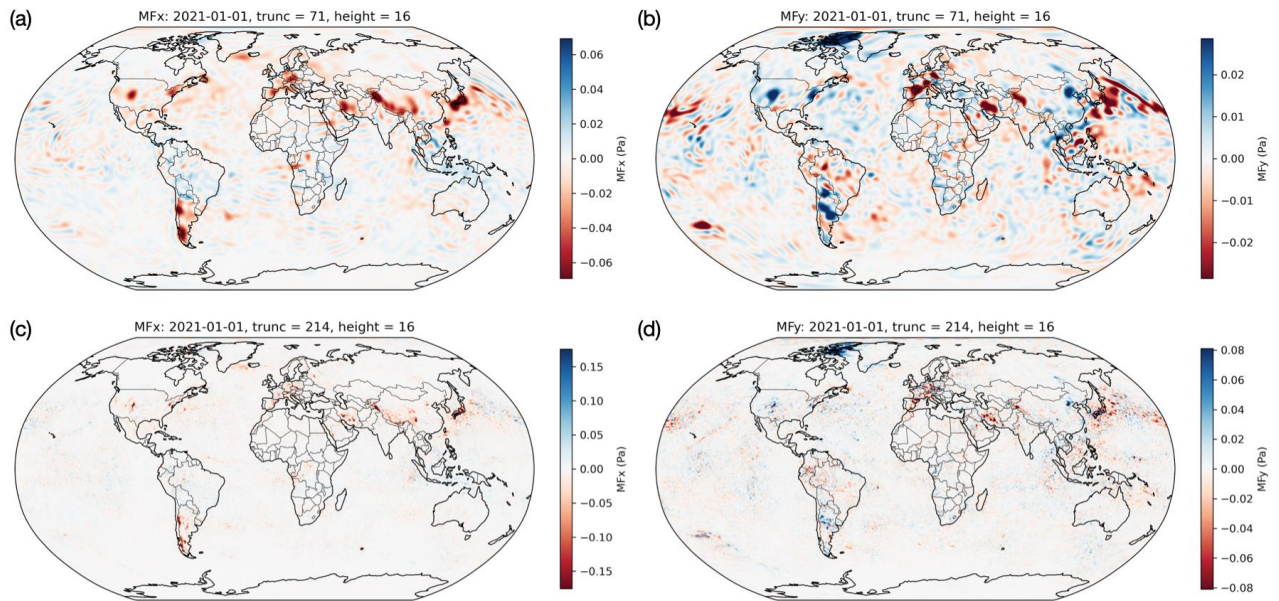 (a)
MFx: 2021-01-01, trunc = 71, height = 16
0.06
0.04
0.02
0.00
−0.02
−0.04
−0.06
MFx (Pa)
(b)
MFy: 2021-01-01, trunc = 71, height = 16
0.02
0.01
0.00
−0.01
−0.02
MFy (Pa)
(c)
MFx: 2021-01-01, trunc = 214, height = 16
0.15
0.10
0.05
0.00
−0.05
−0.10
−0.15
MFx (Pa)
(d)
MFy: 2021-01-01, trunc = 214, height = 16
0.08
0.06
0.04
0.02
0.00
−0.02
−0.04
−0.06
−0.08
MFy (Pa)